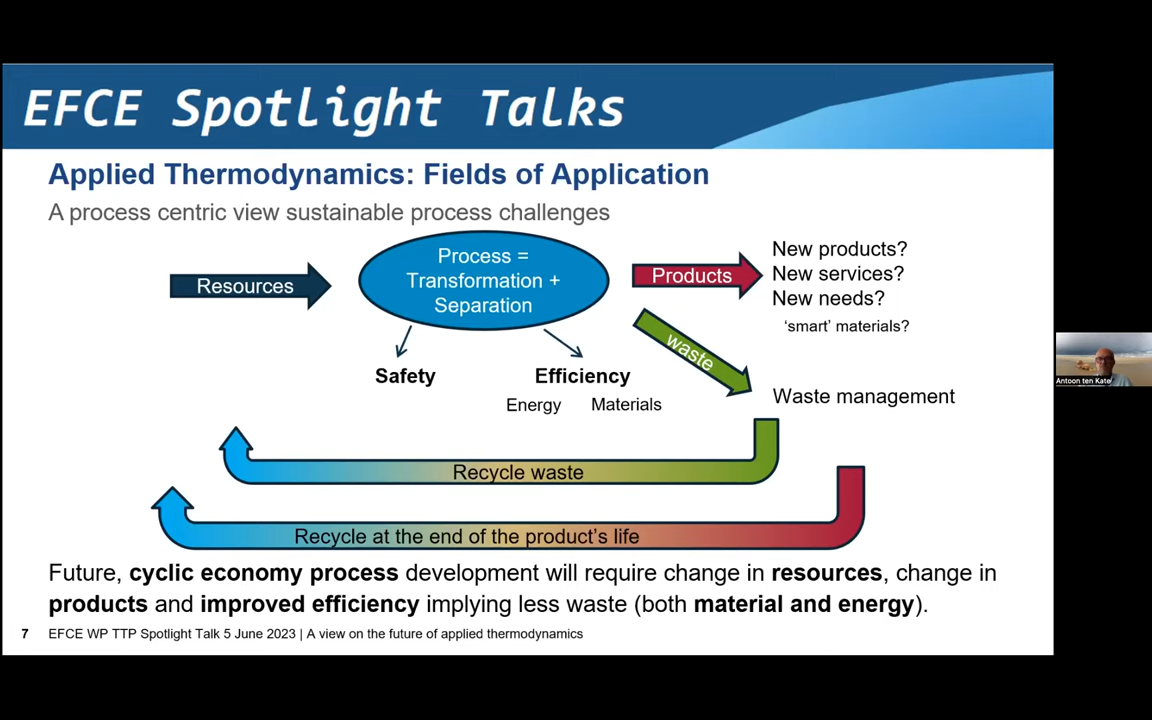 EFCE Spotlight Talks
Applied Thermodynamics: Fields of Application
A process centric view sustainable process challenges
Resources
Process =
Transformation +
Separation
Products
New products?
New services?
New needs?
‘smart’ materials?
waste
Safety
Efficiency
Energy
Materials
Waste management
Recycle waste
Recycle at the end of the product's life
Future, cyclic economy process development will require change in resources, change in
products and improved efficiency implying less waste (both material and energy).
7
EFCE WP TTP Spotlight Talk 5 June 2023 | A view on the future of applied thermodynamics
Antoon ten Kate